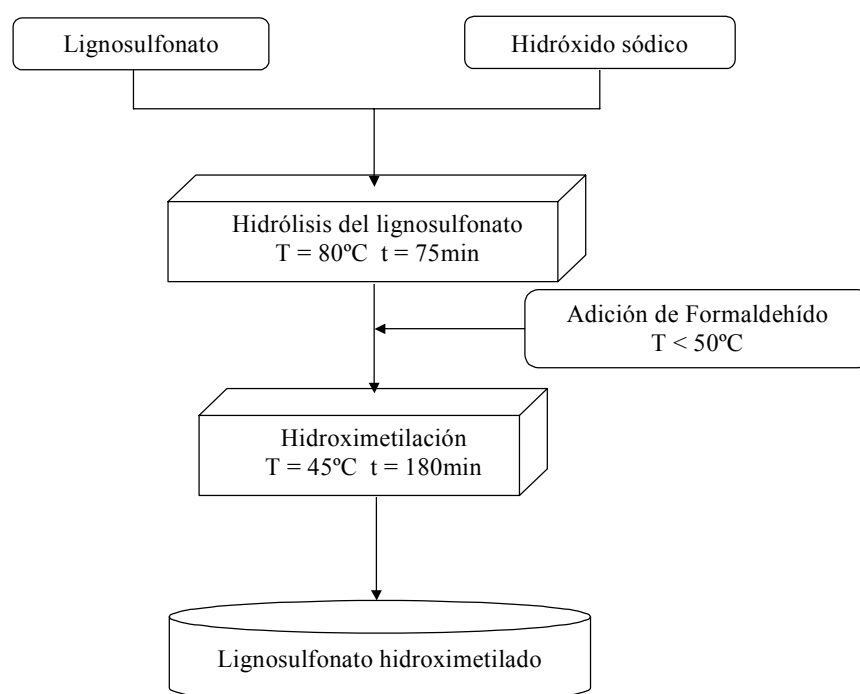 Lignosulfonato
Hidróxido sódico
Hidrólisis del lignosulfonato
T = 80ºC t = 75min
Adición de Formaldehído
T < 50ºC
Hidroximetilación
T = 45ºC t = 180min
Lignosulfonato hidroximetilado